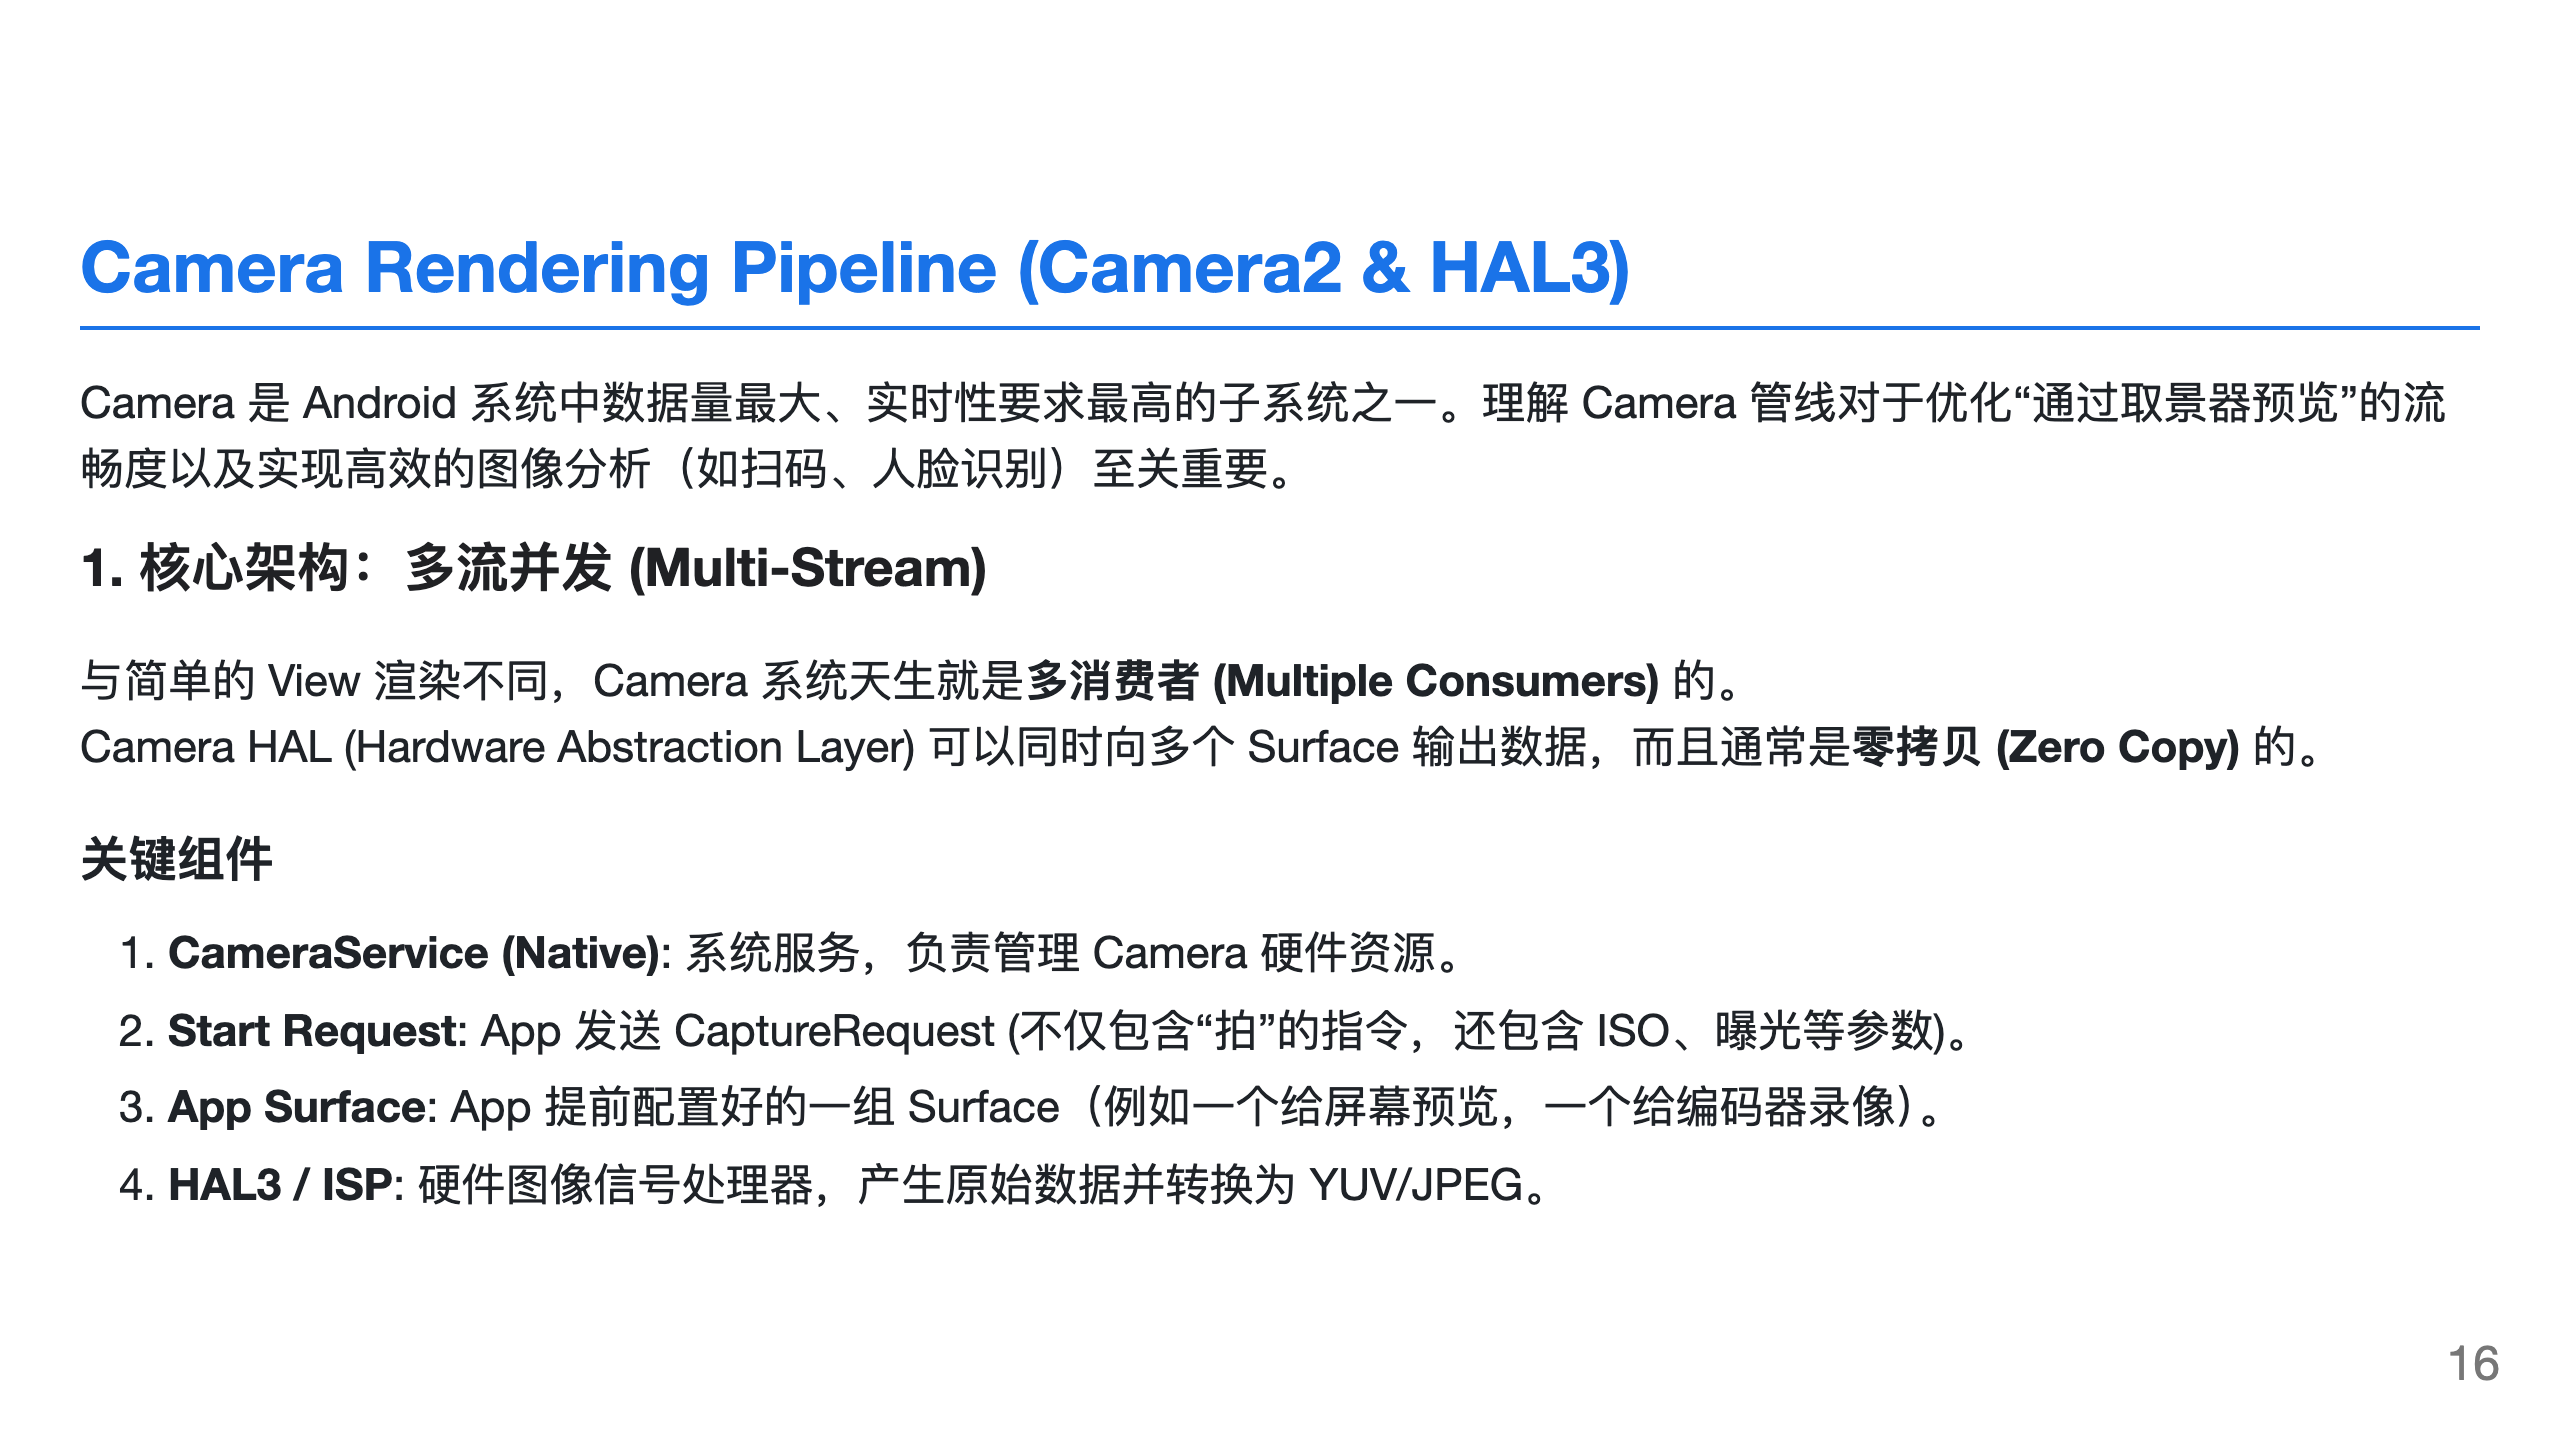 Camera Rendering Pipeline (Camera2 & HAL3)
Camera 是 Android 系统中数据量最大、实时性要求最高的子系统之一。理解 Camera 管线对于优化“通过取景器预览”的流
畅度以及实现高效的图像分析（如扫码、人脸识别）至关重要。
1. 核心架构：多流并发 (Multi-Stream)
与简单的 View 渲染不同，Camera 系统天生就是多消费者 (Multiple Consumers) 的。
Camera HAL (Hardware Abstraction Layer) 可以同时向多个 Surface 输出数据，而且通常是零拷贝 (Zero Copy) 的。
关键组件
1. CameraService (Native): 系统服务，负责管理 Camera 硬件资源。
2. Start Request: App 发送 CaptureRequest (不仅包含“拍”的指令，还包含 ISO、曝光等参数)。
3. App Surface: App 提前配置好的一组 Surface（例如一个给屏幕预览，一个给编码器录像）。
4. HAL3 / ISP: 硬件图像信号处理器，产生原始数据并转换为 YUV/JPEG。
16